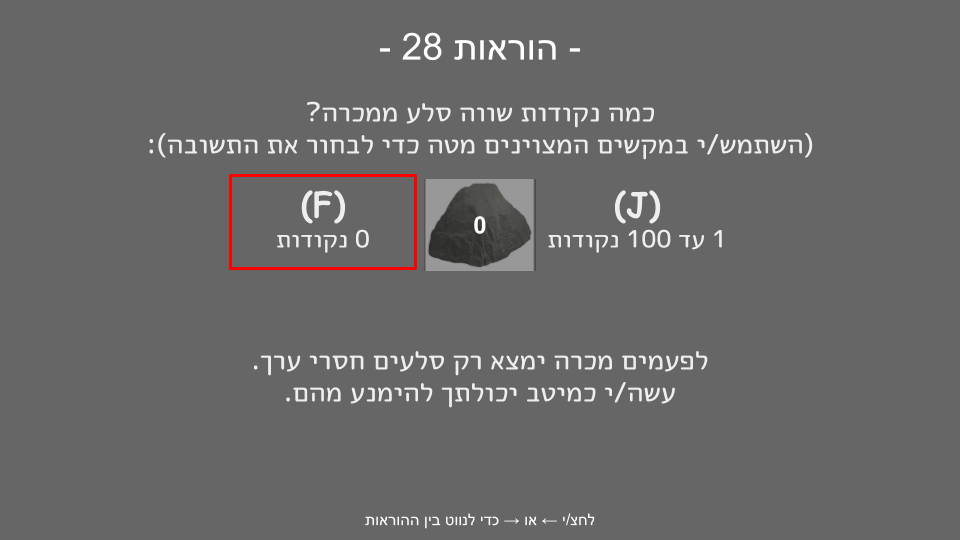 - הוראות 28 -
כמה נקודות שווה סלע ממכרה?
(השתמש/י במקשים המצוינים מטה כדי לבחור את התשובה):
(F)
0 נקודות
0
(J)
1 עד 100 נקודות
לפעמים מכרה ימצא רק סלעים חסרי ערך.
עשה/י כמיטב יכולתך להימנע מהם.
לחצ/י ← או → כדי לנווט בין ההוראות